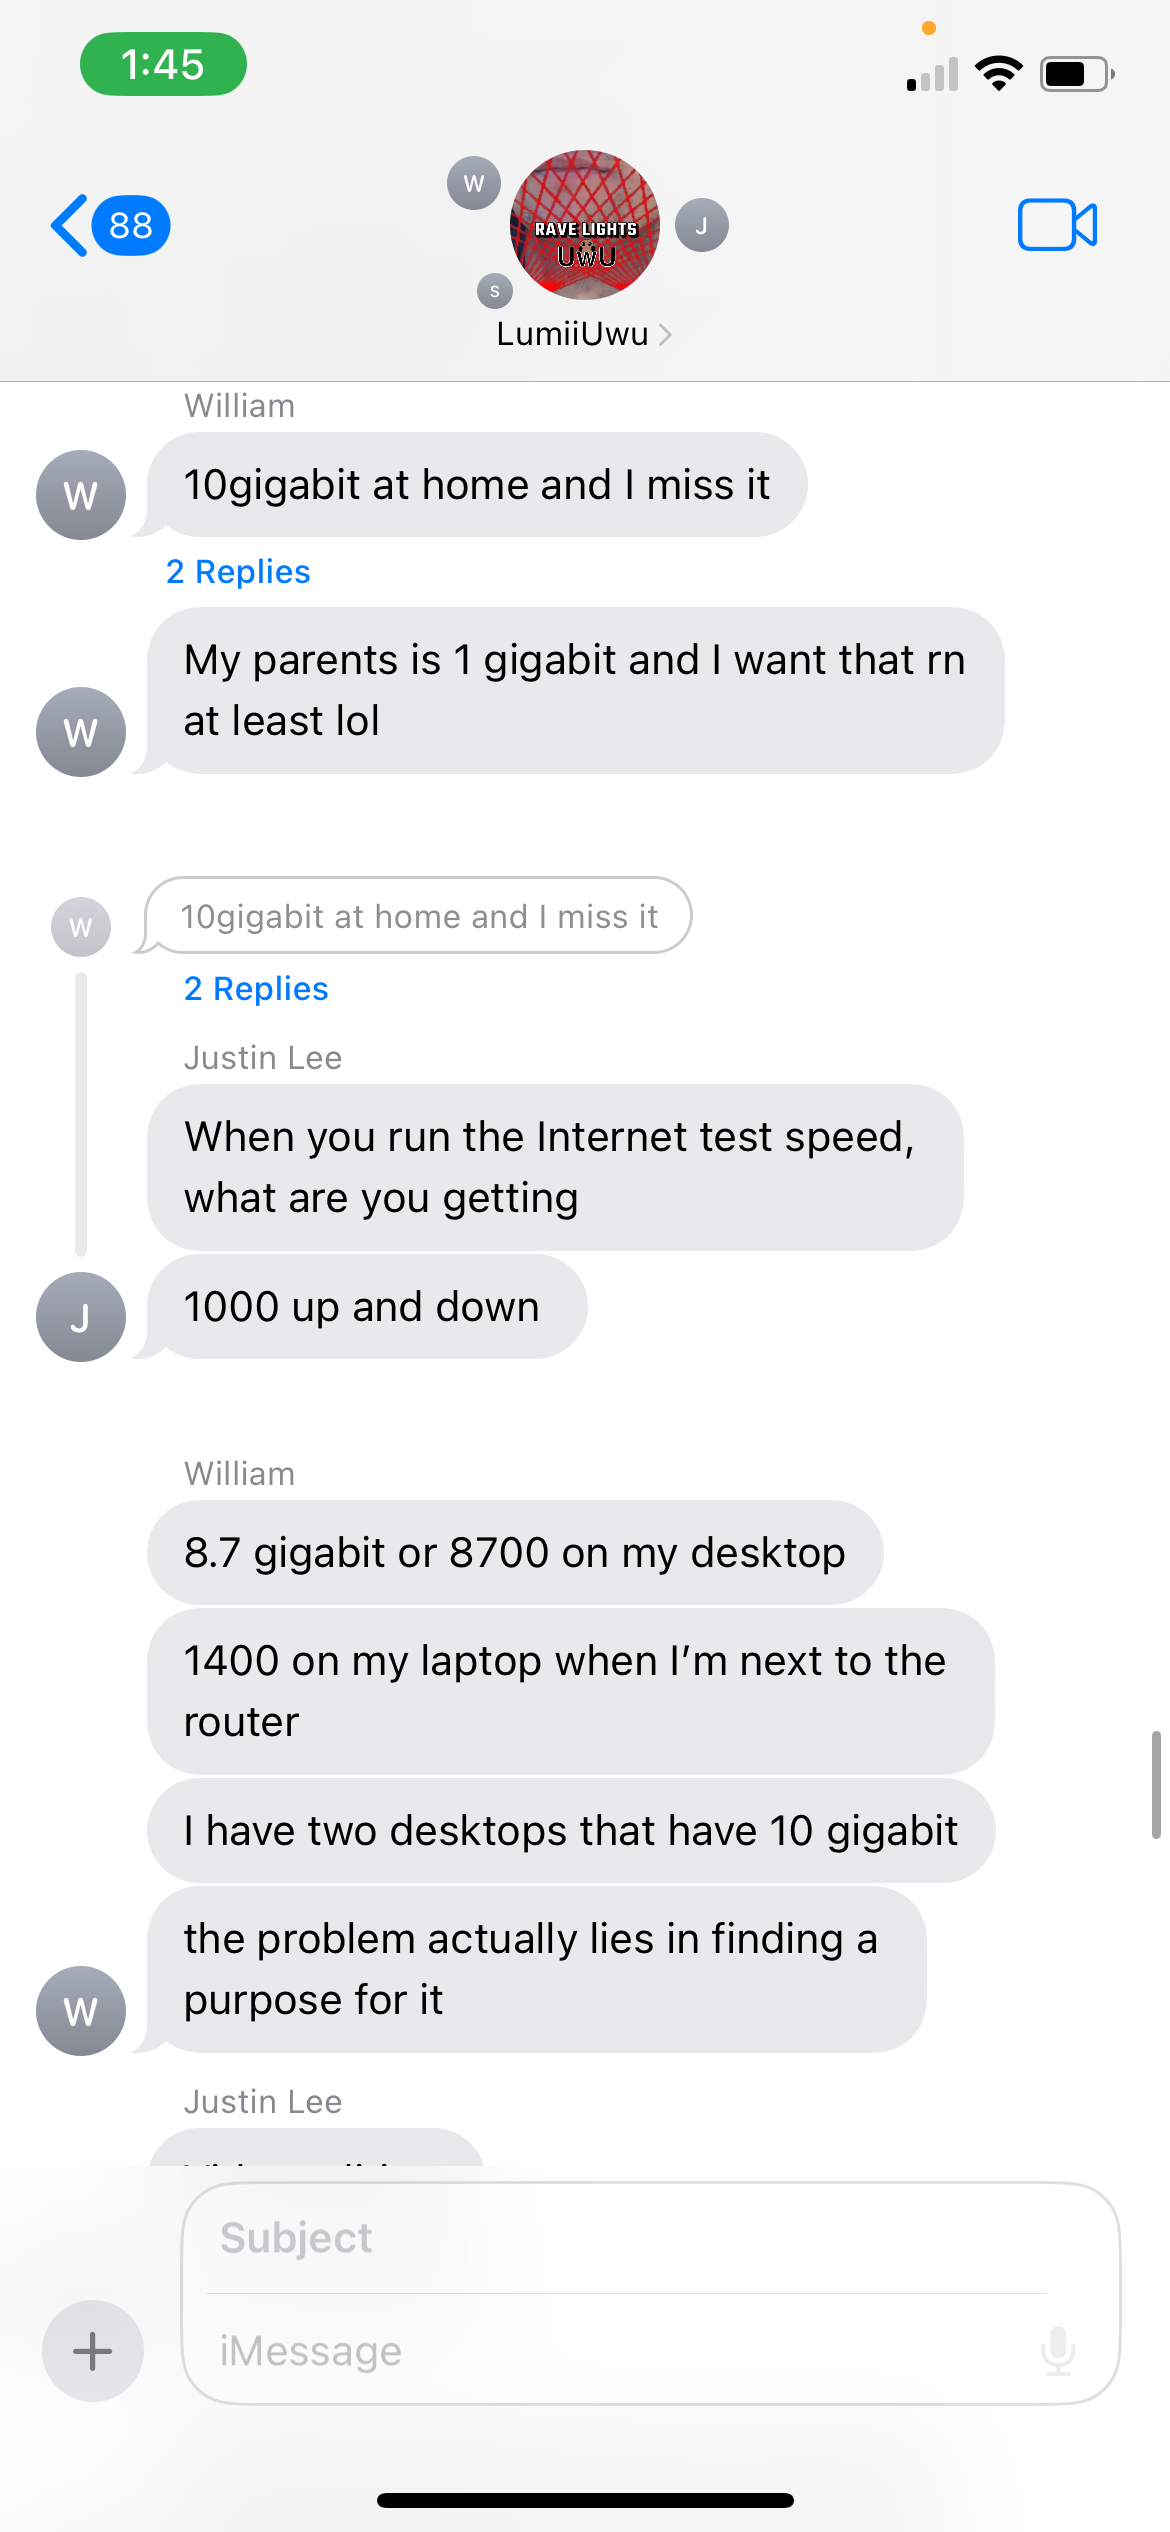 1:45
88
W
J
S
RAVE LIGHTS
UWU
LumiiUwu
William
W
10gigabit at home and I miss it
2 Replies
My parents is 1 gigabit and I want that rn
at least lol
W
W
10gigabit at home and I miss it
2 Replies
Justin Lee
When you run the Internet test speed,
what are you getting
1000 up and down
J
William
8.7 gigabit or 8700 on my desktop
1400 on my laptop when I’m next to the
router
I have two desktops that have 10 gigabit
the problem actually lies in finding a
purpose for it
W
Justin Lee
Subject
iMessage